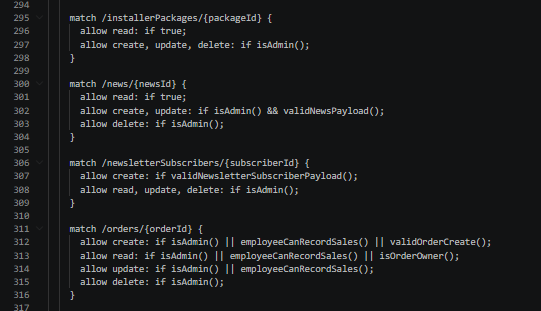 294
295 match /installerPackages/{packageId} {
296 allow read: if true;
297 allow create, update, delete: if isAdmin();
298 }
299
300 match /news/{newsId} {
301 allow read: if true;
302 allow create, update: if isAdmin() && validNewsPayload();
303 allow delete: if isAdmin();
304 }
305
306 match /newsletterSubscribers/{subscriberId} {
307 allow create: if validNewsletterSubscriberPayload();
308 allow read, update, delete: if isAdmin();
309 }
310
311 match /orders/{orderId} {
312 allow create: if isAdmin() || employeeCanRecordSales() || validOrderCreate();
313 allow read: if isAdmin() || employeeCanRecordSales() || isOrderOwner();
314 allow update: if isAdmin() || employeeCanRecordSales();
315 allow delete: if isAdmin();
316 }
317